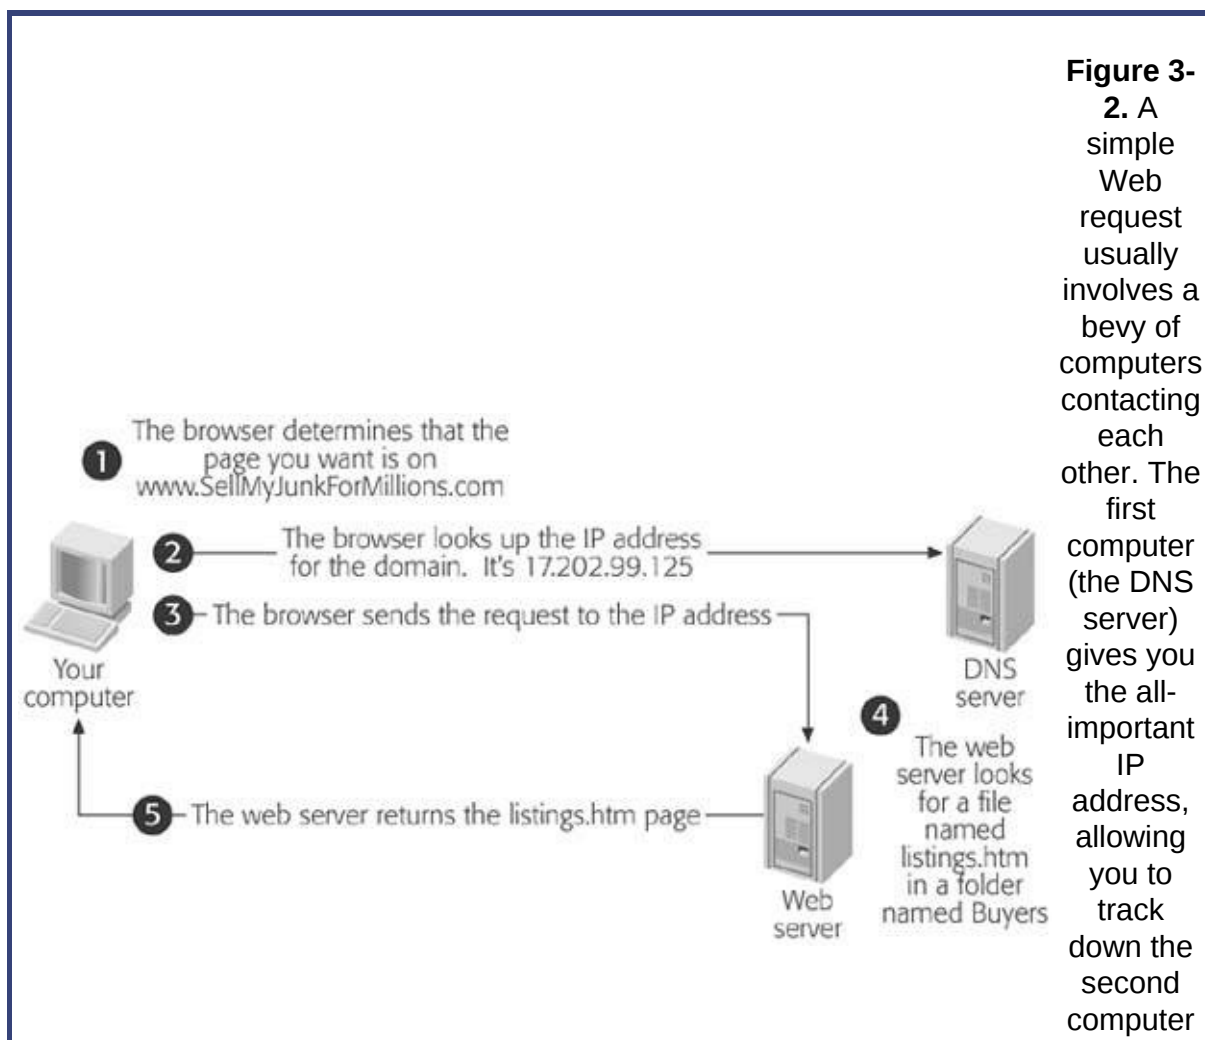 Figure 3-
2. A
simple
Web
request
usually
involves a
bevy of
computers
contacting
each
other. The
first
computer
(the DNS
server)
gives you
the all-
important
IP
address,
allowing
you to
track
down the
second
computer
1
The browser determines that the
page you want is on
www.SellMyJunkForMillions.com
2
The browser looks up the IP address
for the domain. It's 17.202.99.125
3
The browser sends the request to the IP address
Your
computer
DNS
server
4
The web
server looks
for a file
named
listings.htm
in a folder
named Buyers
5
The web server returns the listings.htm page
Web
server